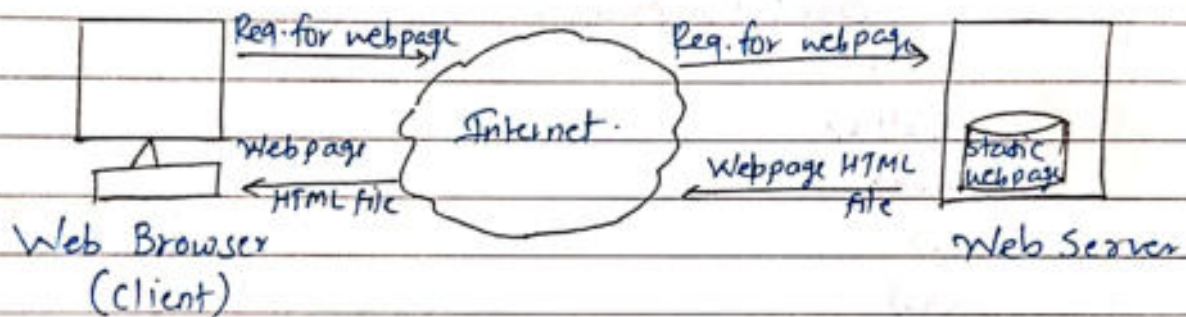 Req. for webpage
Req. for webpage
Internet.
static
webpage
Webpage
HTML file
Webpage HTML
file
Web Browser
(Client)
Web Server